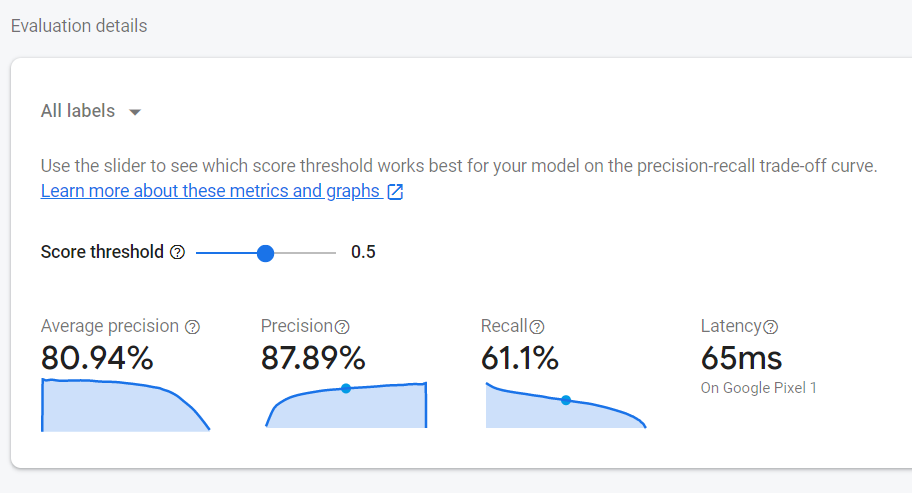 Evaluation details
All labels
Use the slider to see which score threshold works best for your model on the precision-recall trade-off curve.
Learn more about these metrics and graphs
Score threshold ? 0.5
Average precision ? Precision ? Recall ? Latency ?
80.94% 87.89% 61.1% 65ms
On Google Pixel 1